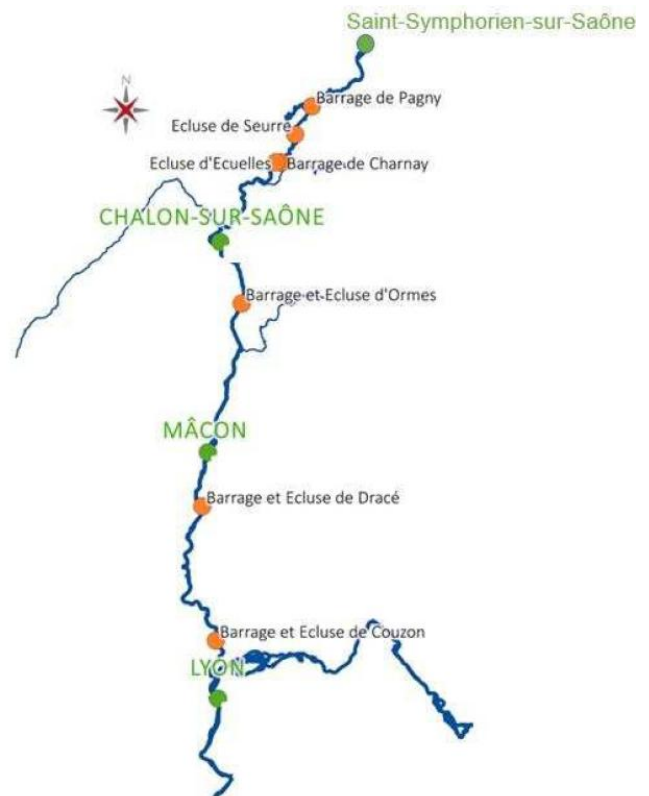 Saint-Symphorien-sur-Saône
N
Barrage de Pagny
Ecluse de Seurre
Ecluse d'Ecuelles
Barrage de Charnay
CHALON-SUR-SAÔNE
Barrage et Ecluse d'Ormes
MÂCON
Barrage et Ecluse de Dracé
Barrage et Ecluse de Couzon
LYON